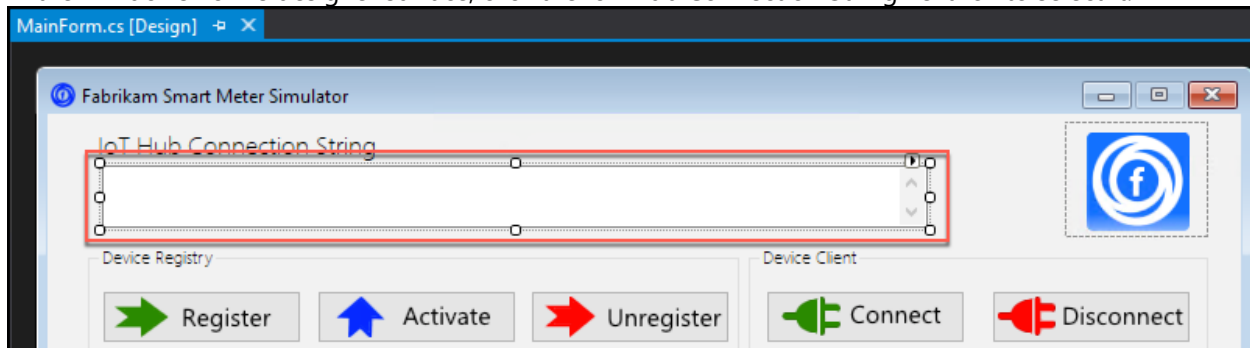 MainForm.cs [Design]
Fabrikam Smart Meter Simulator
IoT Hub Connection String
f
Device Registry
Device Client
Register
Activate
Unregister
Connect
Disconnect